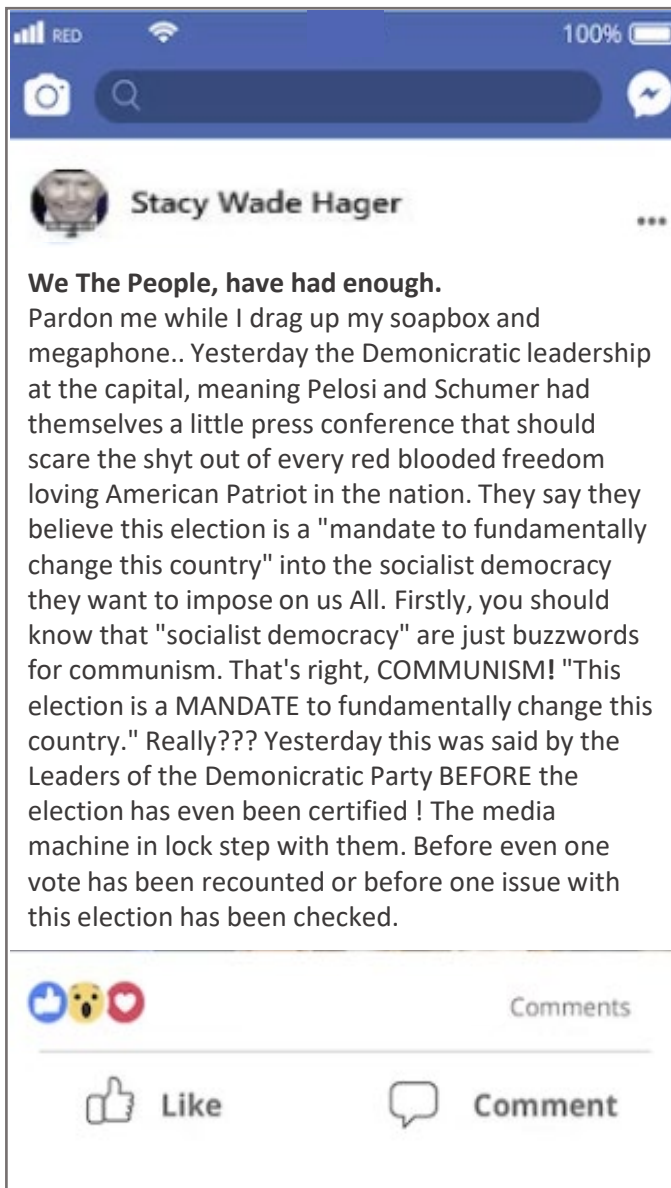 RED 100%
Stacy Wade Hager
We The People, have had enough.
Pardon me while I drag up my soapbox and
megaphone.. Yesterday the Demonicratic leadership
at the capital, meaning Pelosi and Schumer had
themselves a little press conference that should
scare the shyt out of every red blooded freedom
loving American Patriot in the nation. They say they
believe this election is a "mandate to fundamentally
change this country" into the socialist democracy
they want to impose on us All. Firstly, you should
know that "socialist democracy" are just buzzwords
for communism. That's right, COMMUNISM! "This
election is a MANDATE to fundamentally change this
country." Really??? Yesterday this was said by the
Leaders of the Demonicratic Party BEFORE the
election has even been certified ! The media
machine in lock step with them. Before even one
vote has been recounted or before one issue with
this election has been checked.
Comments
Like Comment